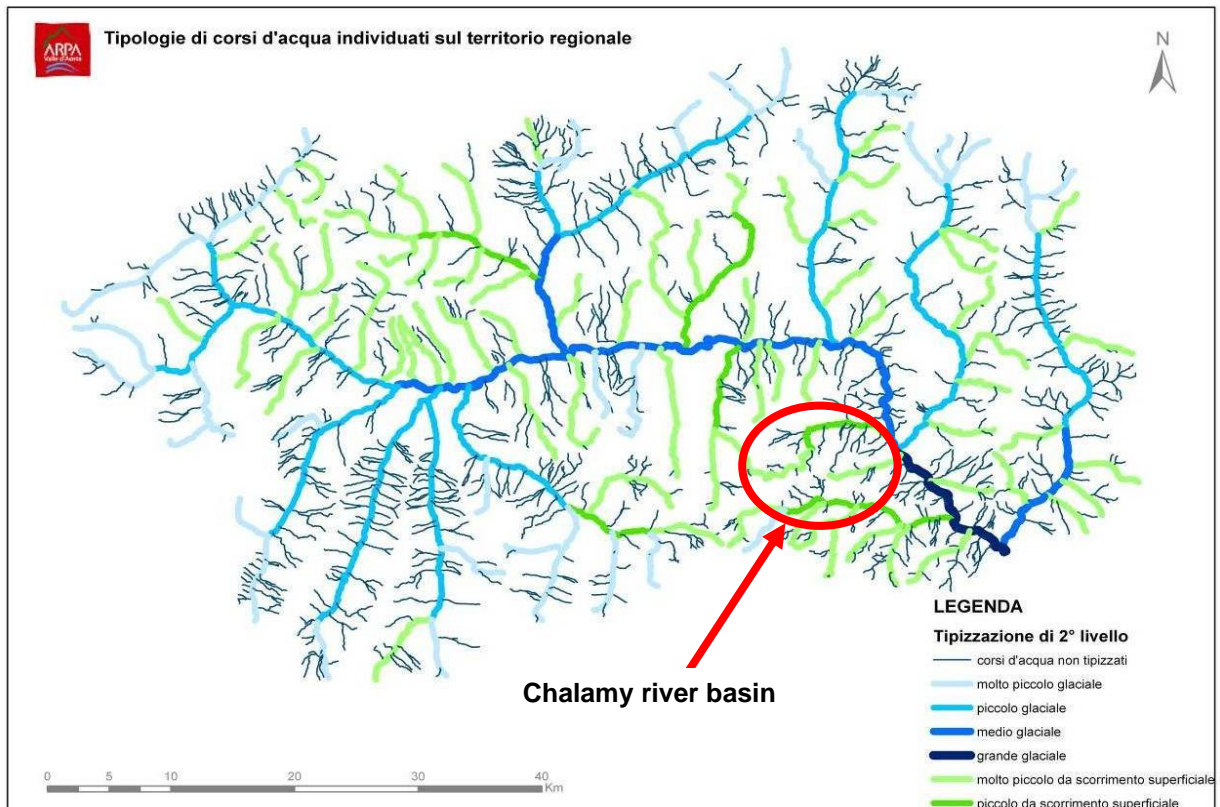 ARPA
Valle d'Aosta
Tipologie di corsi d'acqua individuati sul territorio regionale
N
Chalamy river basin
LEGENDA
Tipizzazione di 2° livello
corsi d'acqua non tipizzati
molto piccolo glaciale
piccolo glaciale
medio glaciale
grande glaciale
molto piccolo da scorrimento superficiale
piccolo da scorrimento superficiale
0 5 10 20 30 40
Km